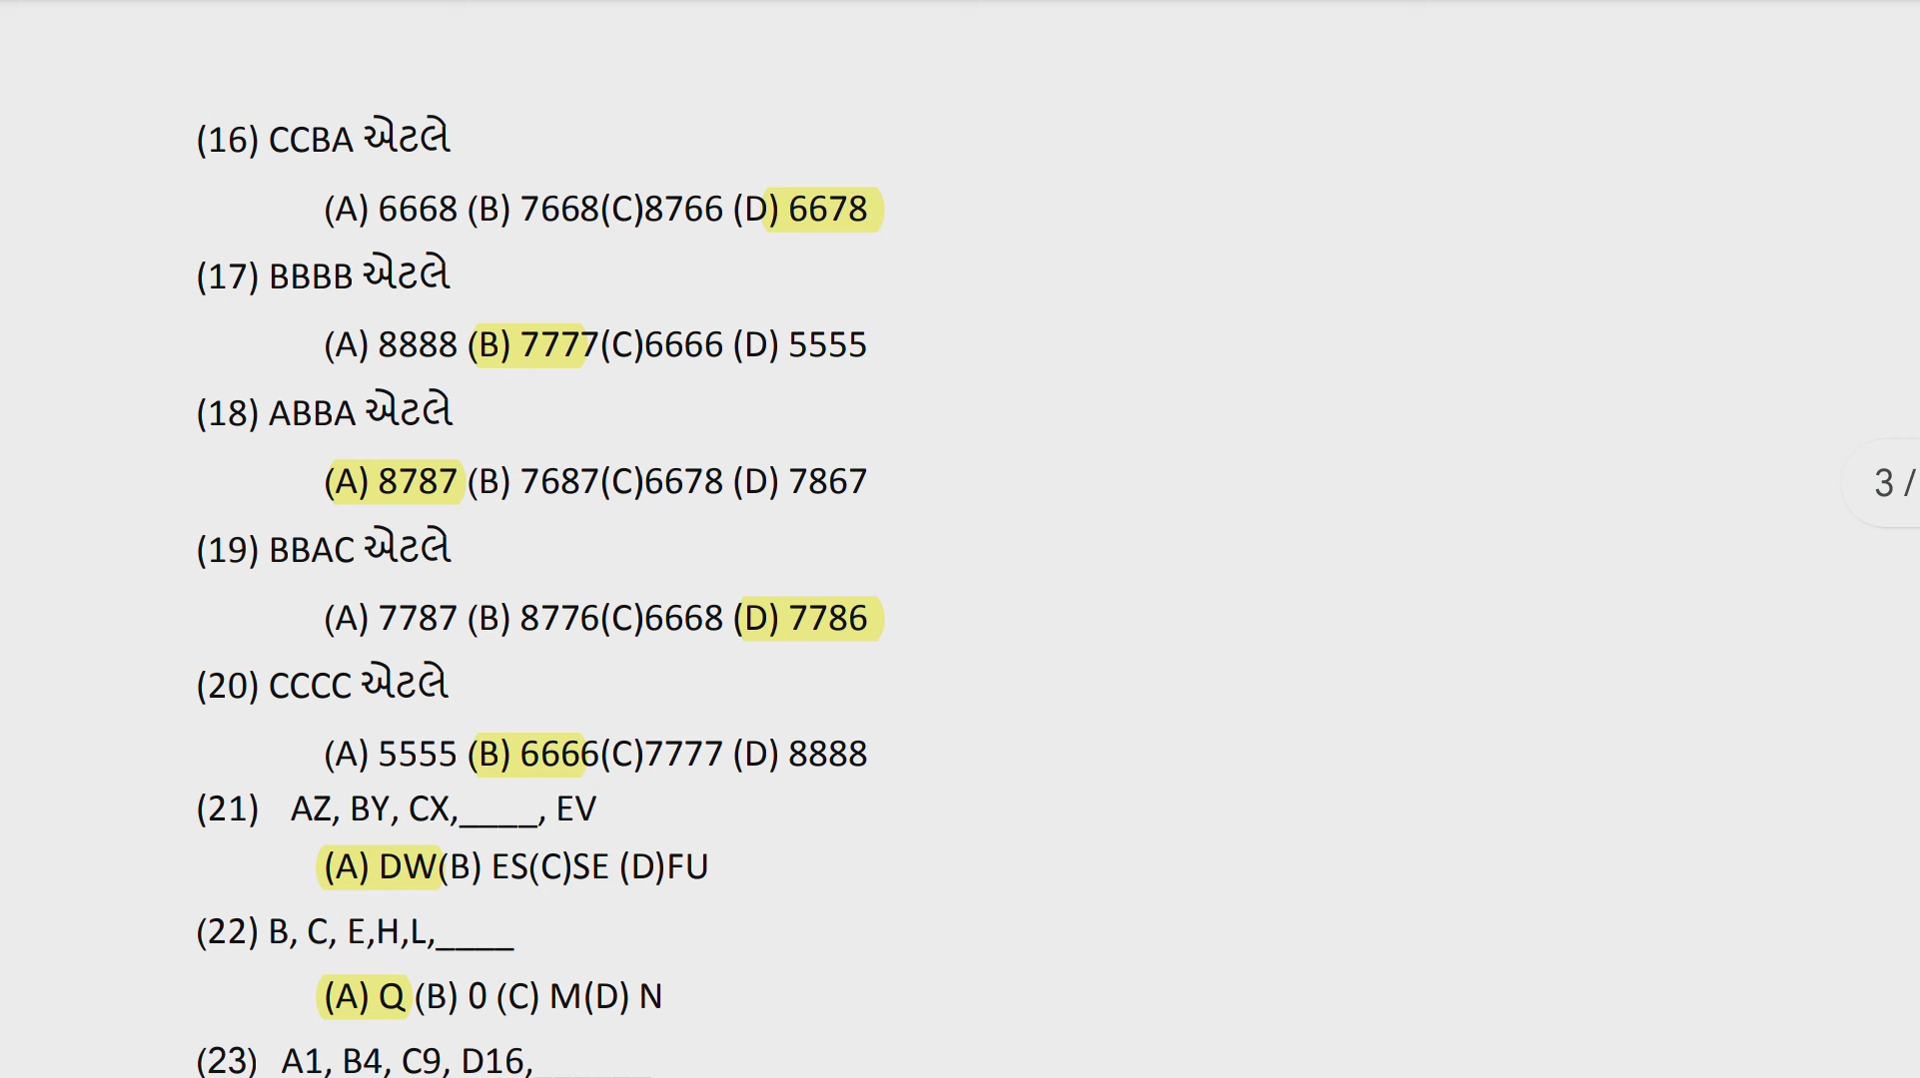 (16) CCBA એટલે
(A) 6668 (B) 7668(C)8766 (D) 6678
(17) BBBB એટલે
(A) 8888 (B) 7777(C)6666 (D) 5555
(18) ABBA એટલે
(A) 8787 (B) 7687(C)6678 (D) 7867
(19) BBAC એટલે
(A) 7787 (B) 8776(C)6668 (D) 7786
(20) CCCC એટલે
(A) 5555 (B) 6666(C)7777 (D) 8888
(21) AZ, BY, CX,____, EV
(A) DW(B) ES(C)SE (D)FU
(22) B, C, E,H,L,____
(A) Q (B) 0 (C) M(D) N
(23) A1, B4, C9, D16,______
3 /